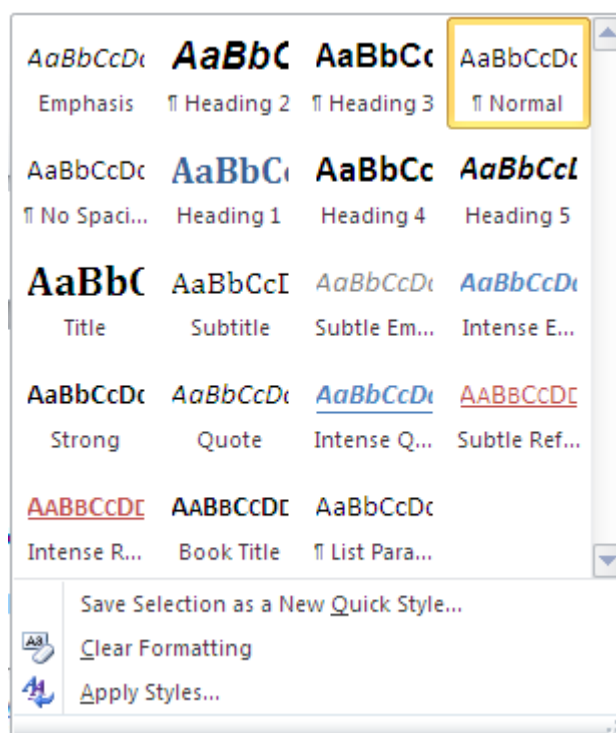 AaBbCcDc AaBbC AaBbCc AaBbCcDc
Emphasis ¶ Heading 2 ¶ Heading 3 ¶ Normal
AaBbCcDc AaBbC AaBbCc AaBbCcL
¶ No Spaci... Heading 1 Heading 4 Heading 5
AaBb( AaBbCcD AaBbCcDc AaBbCcDc
Title Subtitle Subtle Em... Intense E...
AaBbCcDc AaBbCcDc AaBbCcDc AABBCCDD
Strong Quote Intense Q... Subtle Ref...
AABBCCDD AABBCCDD AaBbCcDc
Intense R... Book Title ¶ List Para...
Save Selection as a New Quick Style...
Clear Formatting
Apply Styles...